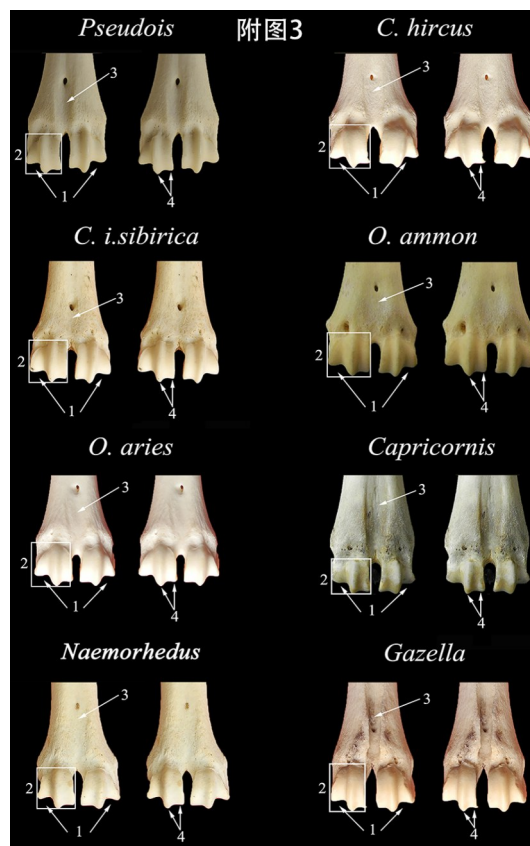 Pseudois 附图3 C. hircus
3 3
2 2
1 4 1 4
C. i.sibirica O. ammon
3 3
2 2
1 4 1 4
O. aries Capricornis
3 3
2 2
1 4 1 4
Naemorhedus Gazella
3 3
2 2
1 4 1 4